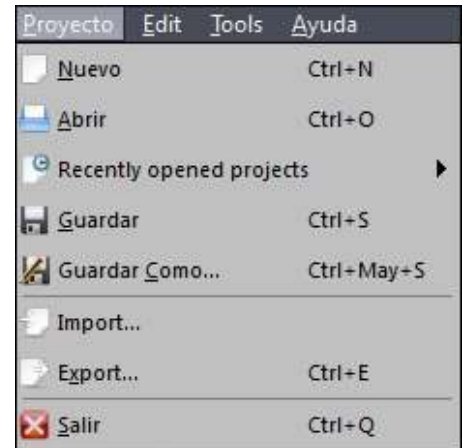 Proyecto Edit Tools Ayuda
Nuevo Ctrl+N
Abrir Ctrl+O
Recently opened projects
Guardar Ctrl+S
Guardar Como... Ctrl+May+S
Import...
Export... Ctrl+E
Salir Ctrl+Q